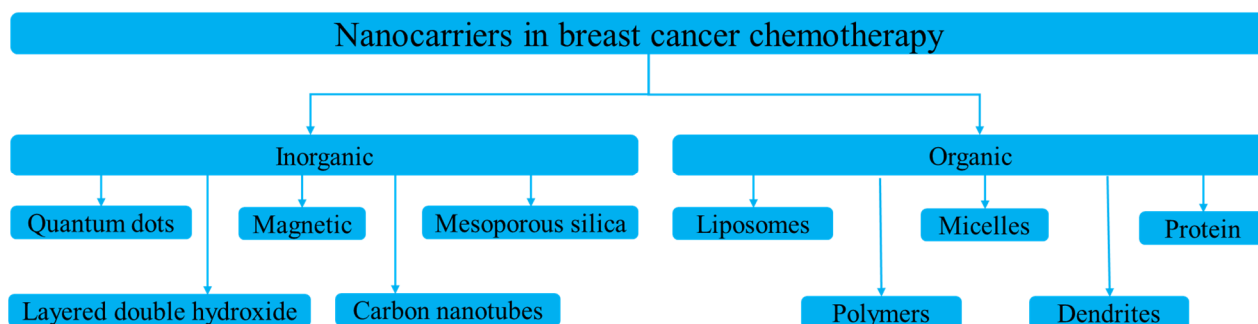 Nanocarriers in breast cancer chemotherapy
Inorganic
Organic
Quantum dots
Magnetic
Mesoporous silica
Liposomes
Micelles
Protein
Layered double hydroxide
Carbon nanotubes
Polymers
Dendrites